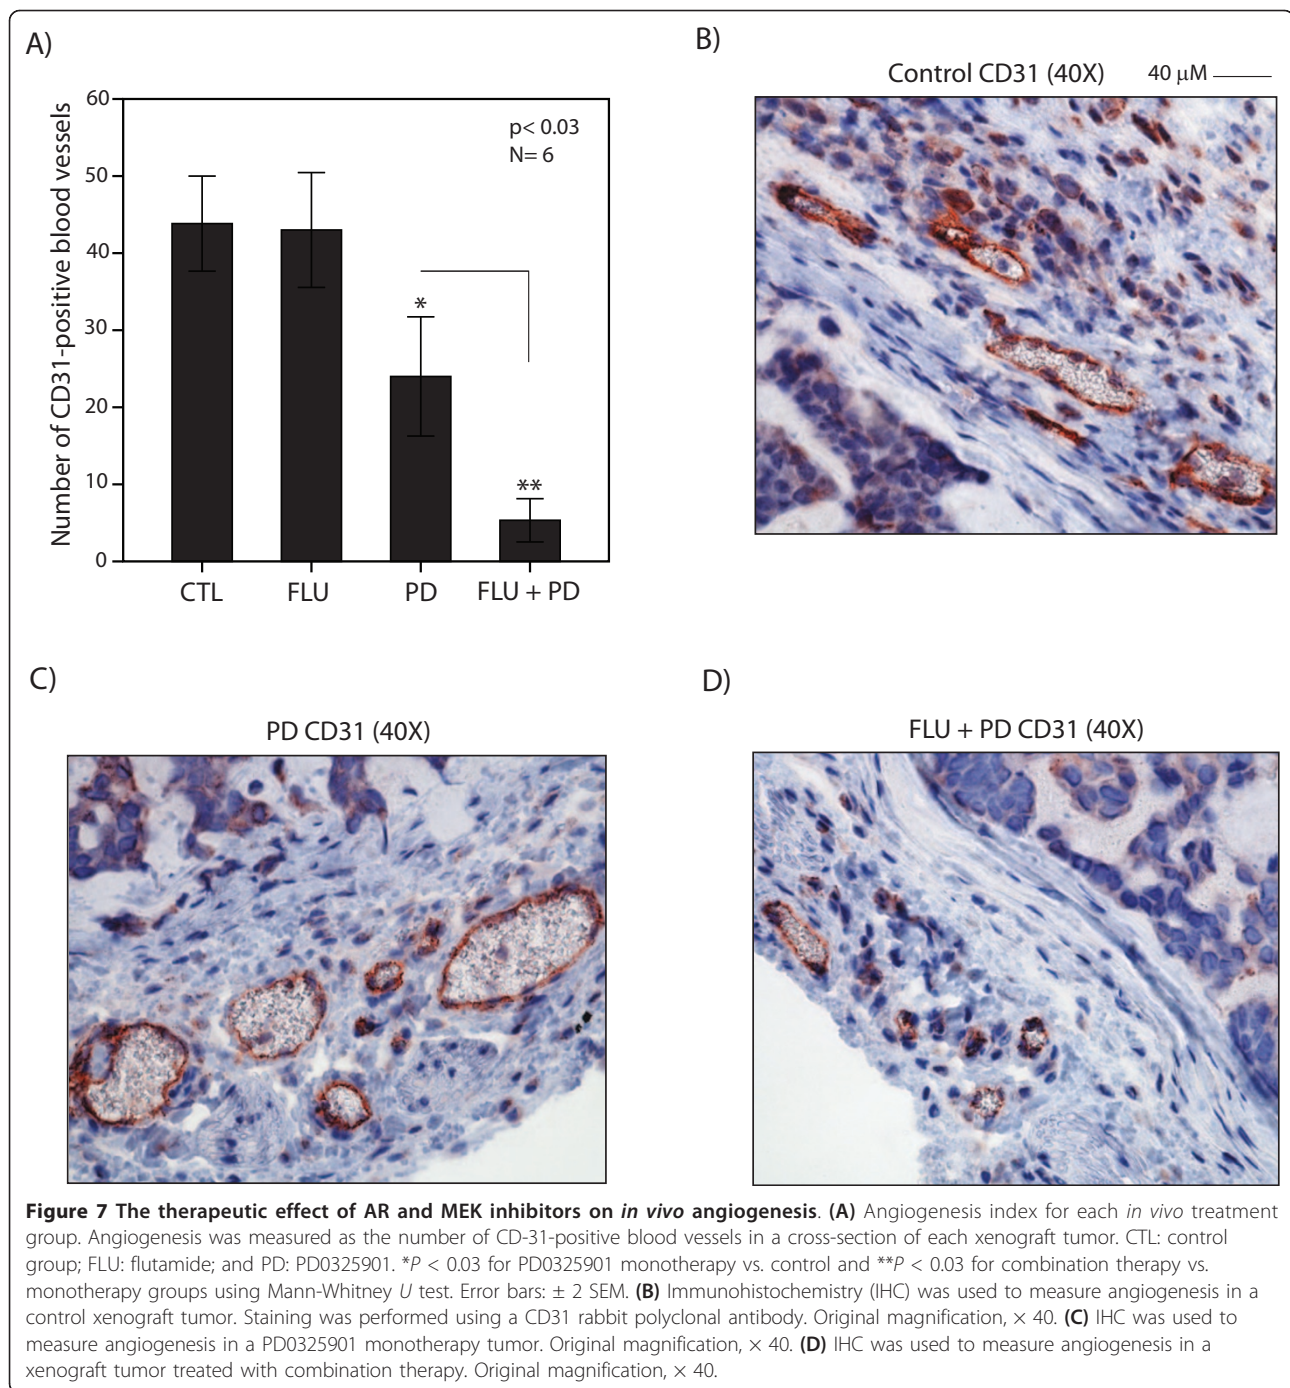 A)
Number of CD31-positive blood vessels
60
50
40
30
20
10
0
p< 0.03
N= 6
*
**
CTL
FLU
PD
FLU + PD
B)
Control CD31 (40X)
40 μM
C)
PD CD31 (40X)
D)
FLU + PD CD31 (40X)
Figure 7 The therapeutic effect of AR and MEK inhibitors on in vivo angiogenesis. (A) Angiogenesis index for each in vivo treatment
group. Angiogenesis was measured as the number of CD-31-positive blood vessels in a cross-section of each xenograft tumor. CTL: control
group; FLU: flutamide; and PD: PD0325901. *P < 0.03 for PD0325901 monotherapy vs. control and **P < 0.03 for combination therapy vs.
monotherapy groups using Mann-Whitney U test. Error bars: ± 2 SEM. (B) Immunohistochemistry (IHC) was used to measure angiogenesis in a
control xenograft tumor. Staining was performed using a CD31 rabbit polyclonal antibody. Original magnification, × 40. (C) IHC was used to
measure angiogenesis in a PD0325901 monotherapy tumor. Original magnification, × 40. (D) IHC was used to measure angiogenesis in a
xenograft tumor treated with combination therapy. Original magnification, × 40.